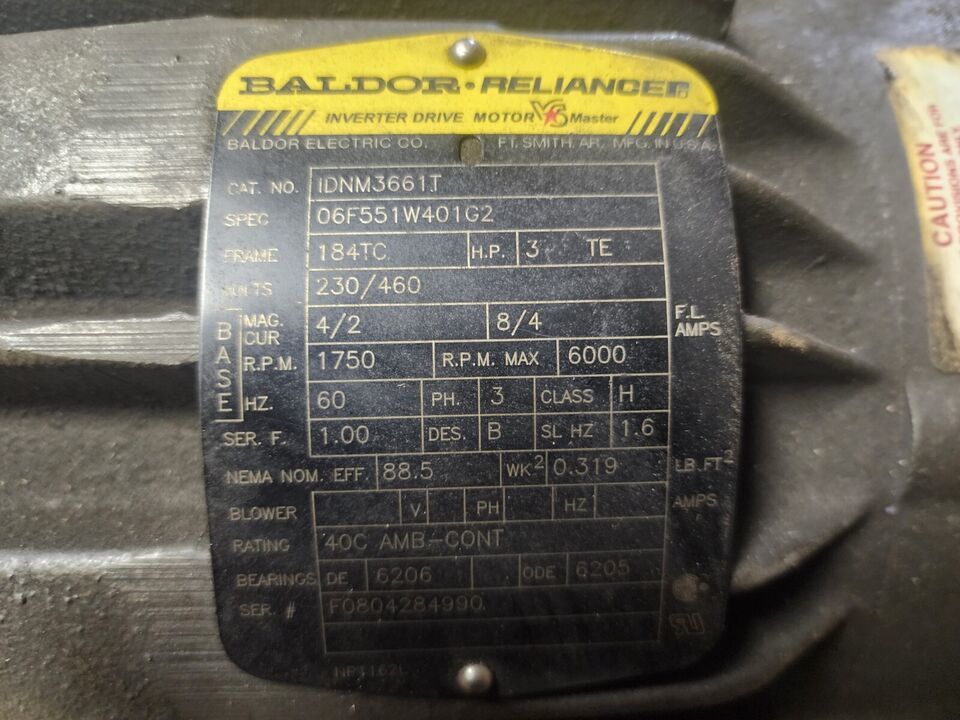 BALDOR • RELIANCER
INVERTER DRIVE MOTOR VS Master
BALDOR ELECTRIC CO. FT. SMITH, AR. MFG. IN U.S.A.
CAT. NO. IDNM3661T
SPEC 06F551W401G2
FRAME 184TC H.P. 3 TE
VOLTS 230/460
BASE
MAG. CUR 4/2 8/4 F.L. AMPS
R.P.M. 1750 R.P.M. MAX 6000
HZ. 60 PH. 3 CLASS H
SER. F. 1.00 DES. B SL HZ 1.6
NEMA NOM. EFF. 88.5 WK2 0.319 LB.FT2
BLOWER V. PH HZ AMPS
RATING 40C AMB-CONT
BEARINGS DE 6206 ODE 6205
SER. # F0804284990
CAUTION